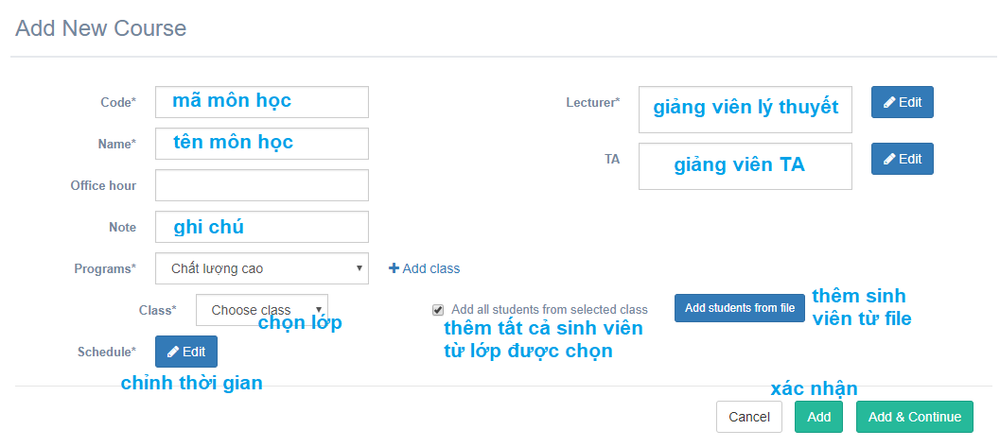 Add New Course
Code* mã môn học
Lecturer* giảng viên lý thuyết Edit
Name* tên môn học
TA giảng viên TA Edit
Office hour
Note ghi chú
Programs* Chất lượng cao Add class
Class* Choose class Add all students from selected class Add students from file thêm sinh
viên từ file
chọn lớp
thêm tất cả sinh viên
từ lớp được chọn
Schedule* Edit
chỉnh thời gian
xác nhận
Cancel Add Add & Continue